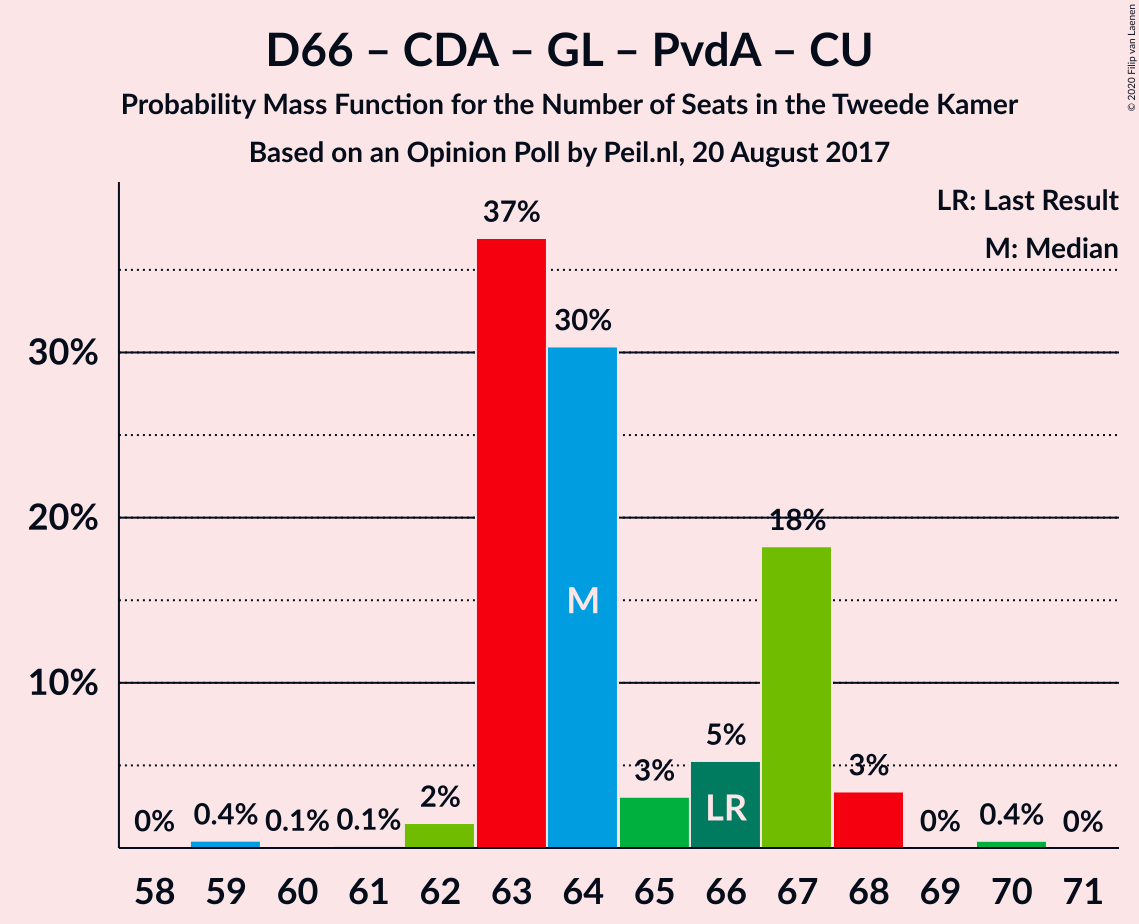 D66 – CDA – GL – PvdA – CU
Probability Mass Function for the Number of Seats in the Tweede Kamer
Based on an Opinion Poll by Peil.nl, 20 August 2017
© 2020 Filip van Laenen
LR: Last Result
M: Median
37%
30%
30%
20%
18%
M
10%
5%
3%
3%
2%
LR
0%
0.4%
0.1%
0.1%
0%
0.4%
0%
58 59 60 61 62 63 64 65 66 67 68 69 70 71